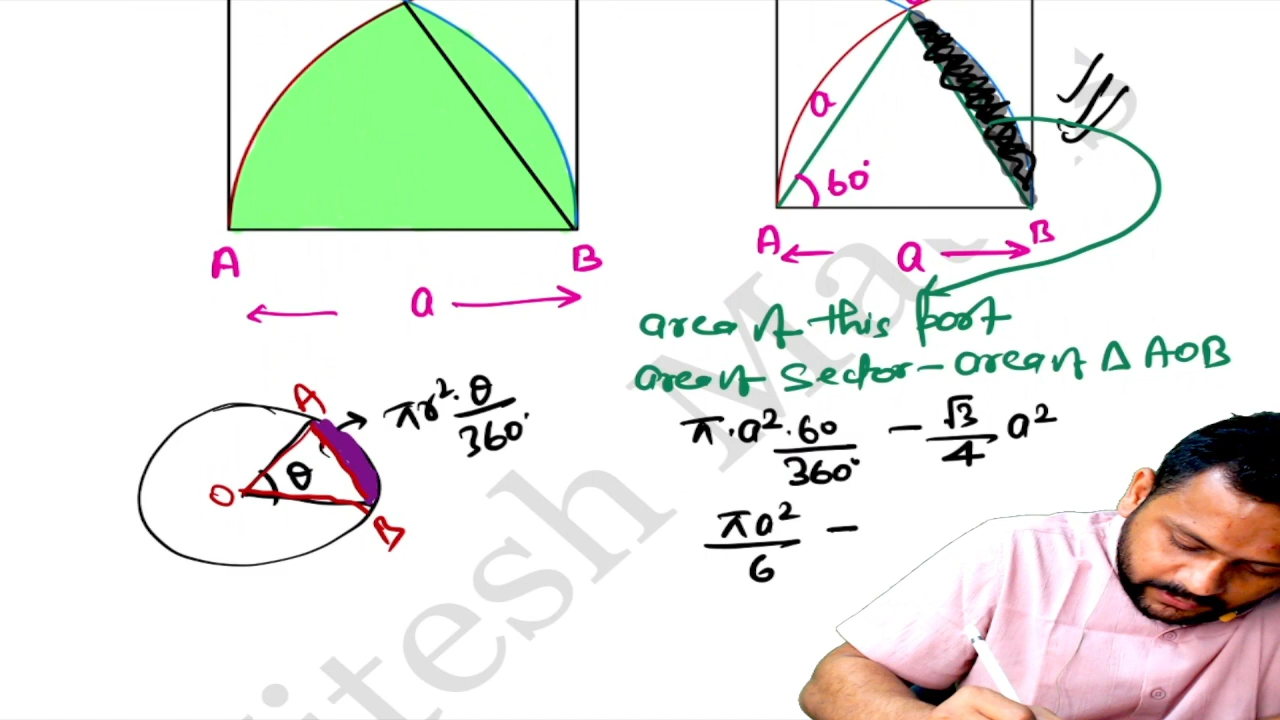 a
60°
A
B
a
A
B
a
area of this part
area of Sector - area of Δ AOB
π·a²·60/360° - √3/4 a²
πa²/6 -
A
πr²·θ/360°
θ
O
B